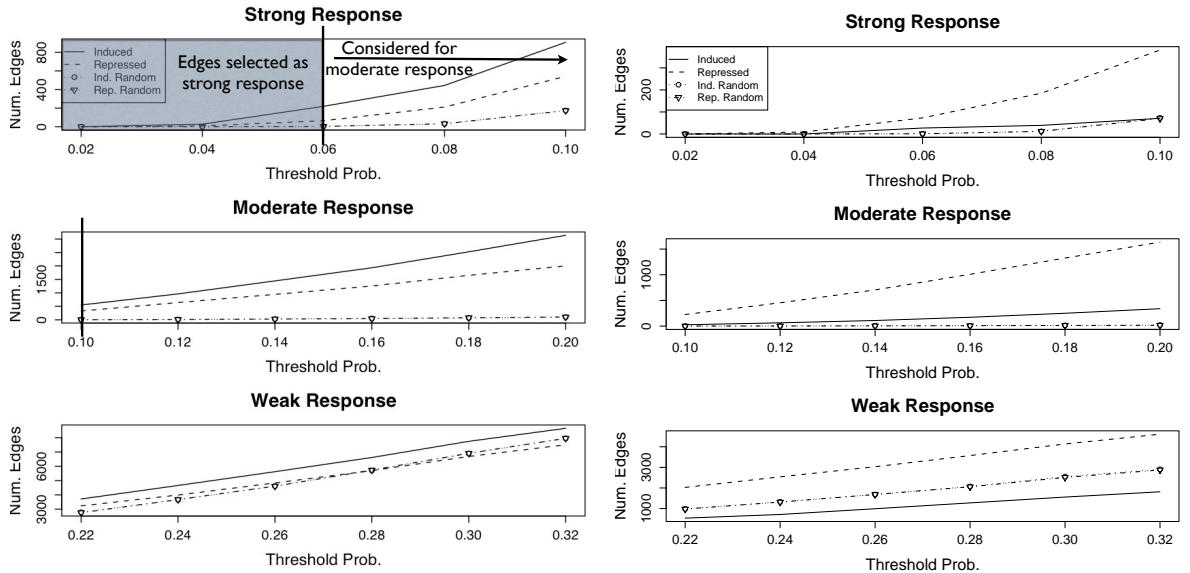 Strong Response
Num. Edges
800
400
0
Induced
Repressed
Ind. Random
Rep. Random
Edges selected as
strong response
Considered for
moderate response
0.02 0.04 0.06 0.08 0.10
Threshold Prob.
Moderate Response
Num. Edges
1500
0
0.10 0.12 0.14 0.16 0.18 0.20
Threshold Prob.
Weak Response
Num. Edges
6000
3000
0.22 0.24 0.26 0.28 0.30 0.32
Threshold Prob.
Strong Response
Num. Edges
200
0
Induced
Repressed
Ind. Random
Rep. Random
0.02 0.04 0.06 0.08 0.10
Threshold Prob.
Moderate Response
Num. Edges
1000
0
0.10 0.12 0.14 0.16 0.18 0.20
Threshold Prob.
Weak Response
Num. Edges
3000
1000
0.22 0.24 0.26 0.28 0.30 0.32
Threshold Prob.